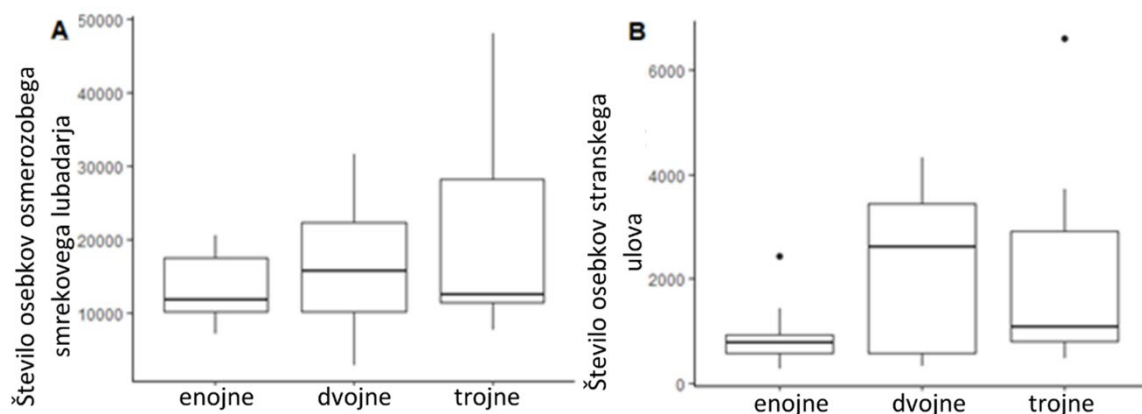 A
Število osebkov osmerozobega
smrekovega lubadarja
50000
40000
30000
20000
10000
enojne
dvojne
trojne
B
Število osebkov stranskega
ulova
6000
4000
2000
0
enojne
dvojne
trojne